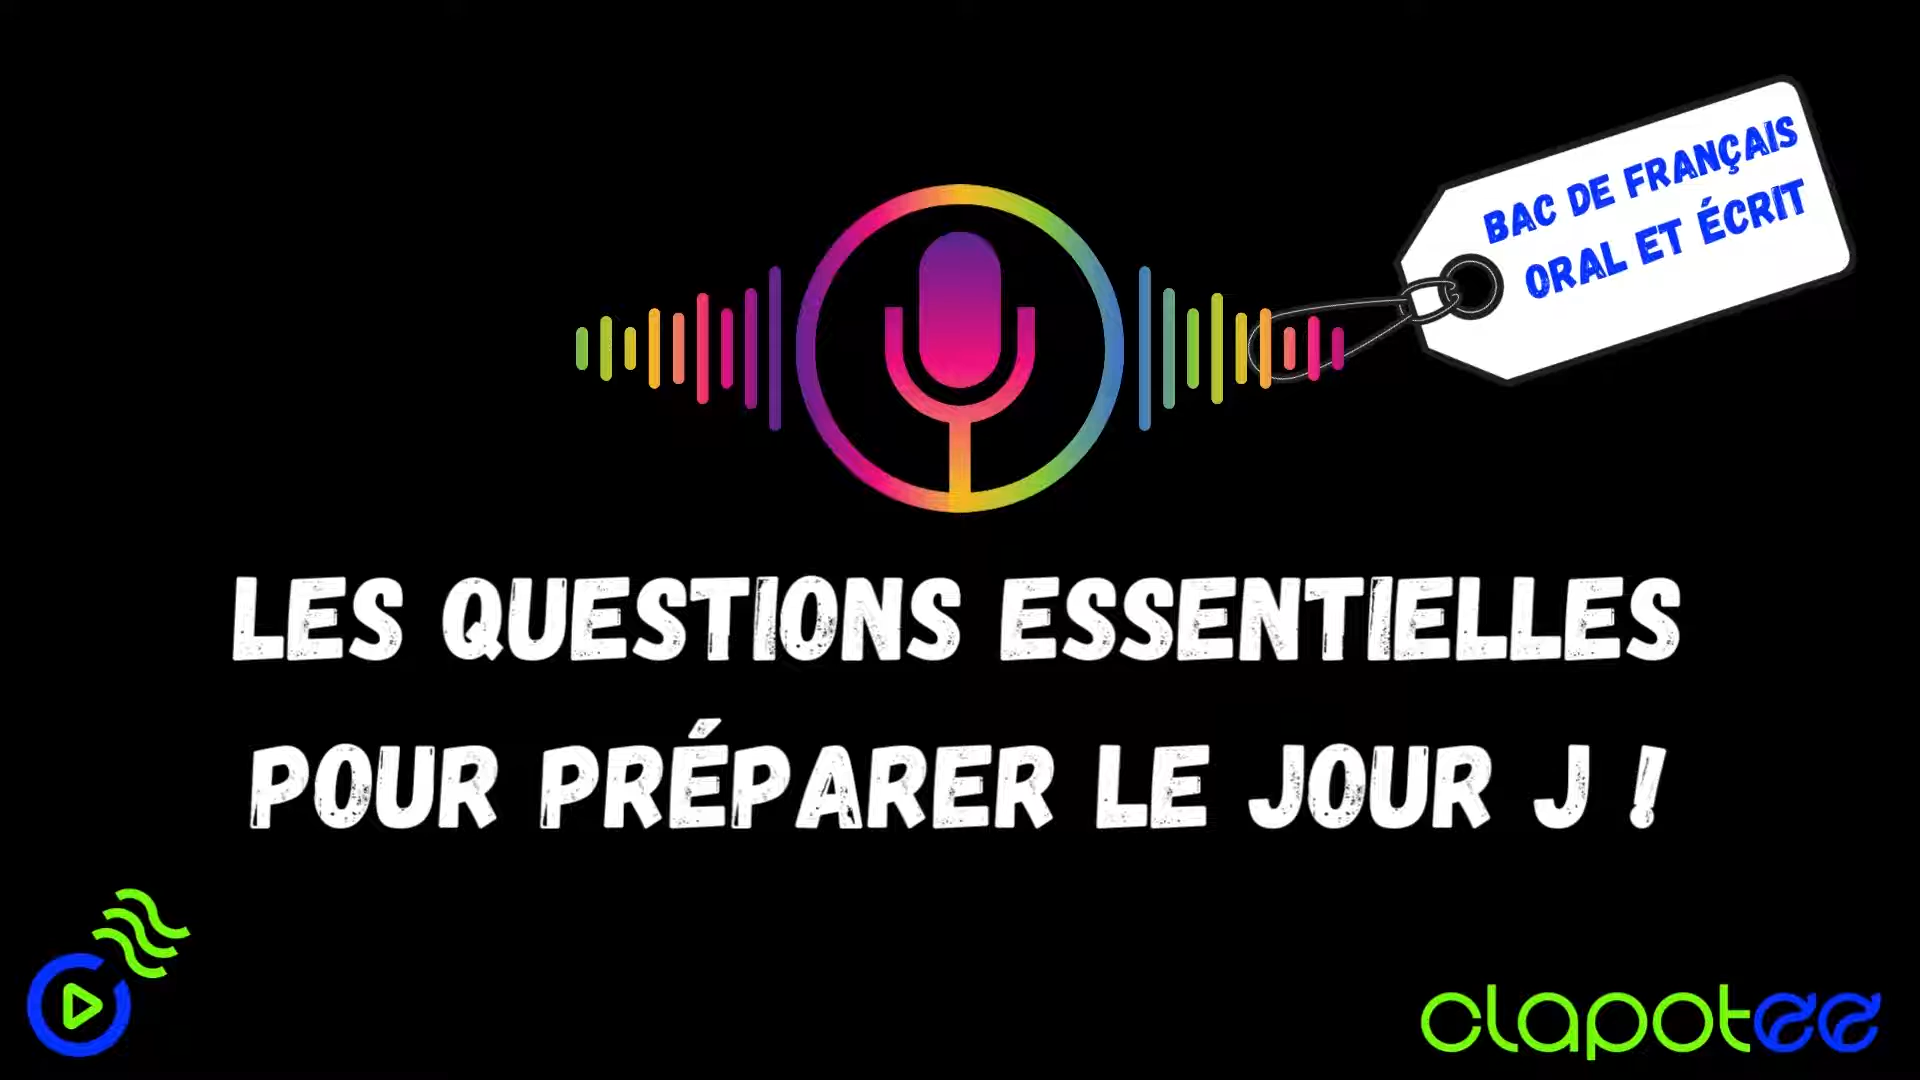 BAC DE FRANÇAIS
ORAL ET ÉCRIT
LES QUESTIONS ESSENTIELLES
POUR PRÉPARER LE JOUR J !
clapotee